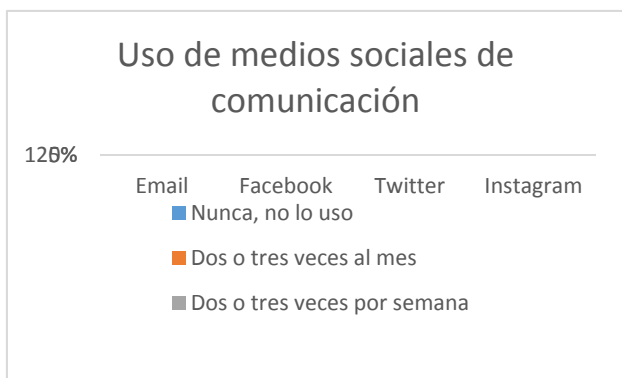 Uso de medios sociales de
comunicación
Email Facebook Twitter Instagram
Nunca, no lo uso
Dos o tres veces al mes
Dos o tres veces por semana